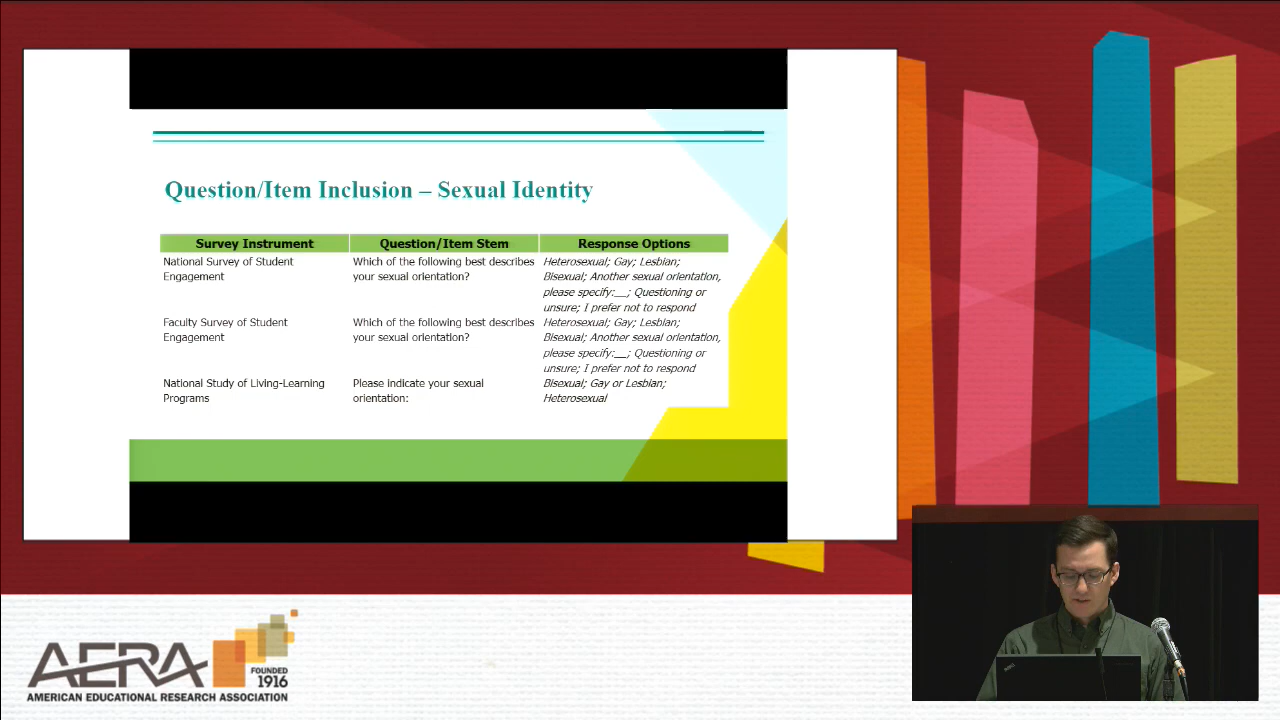 Question/Item Inclusion – Sexual Identity
Survey Instrument
Question/Item Stem
Response Options
National Survey of Student
Engagement
Which of the following best describes
your sexual orientation?
Heterosexual; Gay; Lesbian;
Bisexual; Another sexual orientation,
please specify:__; Questioning or
unsure; I prefer not to respond
Faculty Survey of Student
Engagement
Which of the following best describes
your sexual orientation?
Heterosexual; Gay; Lesbian;
Bisexual; Another sexual orientation,
please specify:__; Questioning or
unsure; I prefer not to respond
National Study of Living-Learning
Programs
Please indicate your sexual
orientation:
Bisexual; Gay or Lesbian;
Heterosexual
AERA
FOUNDED
1916
AMERICAN EDUCATIONAL RESEARCH ASSOCIATION